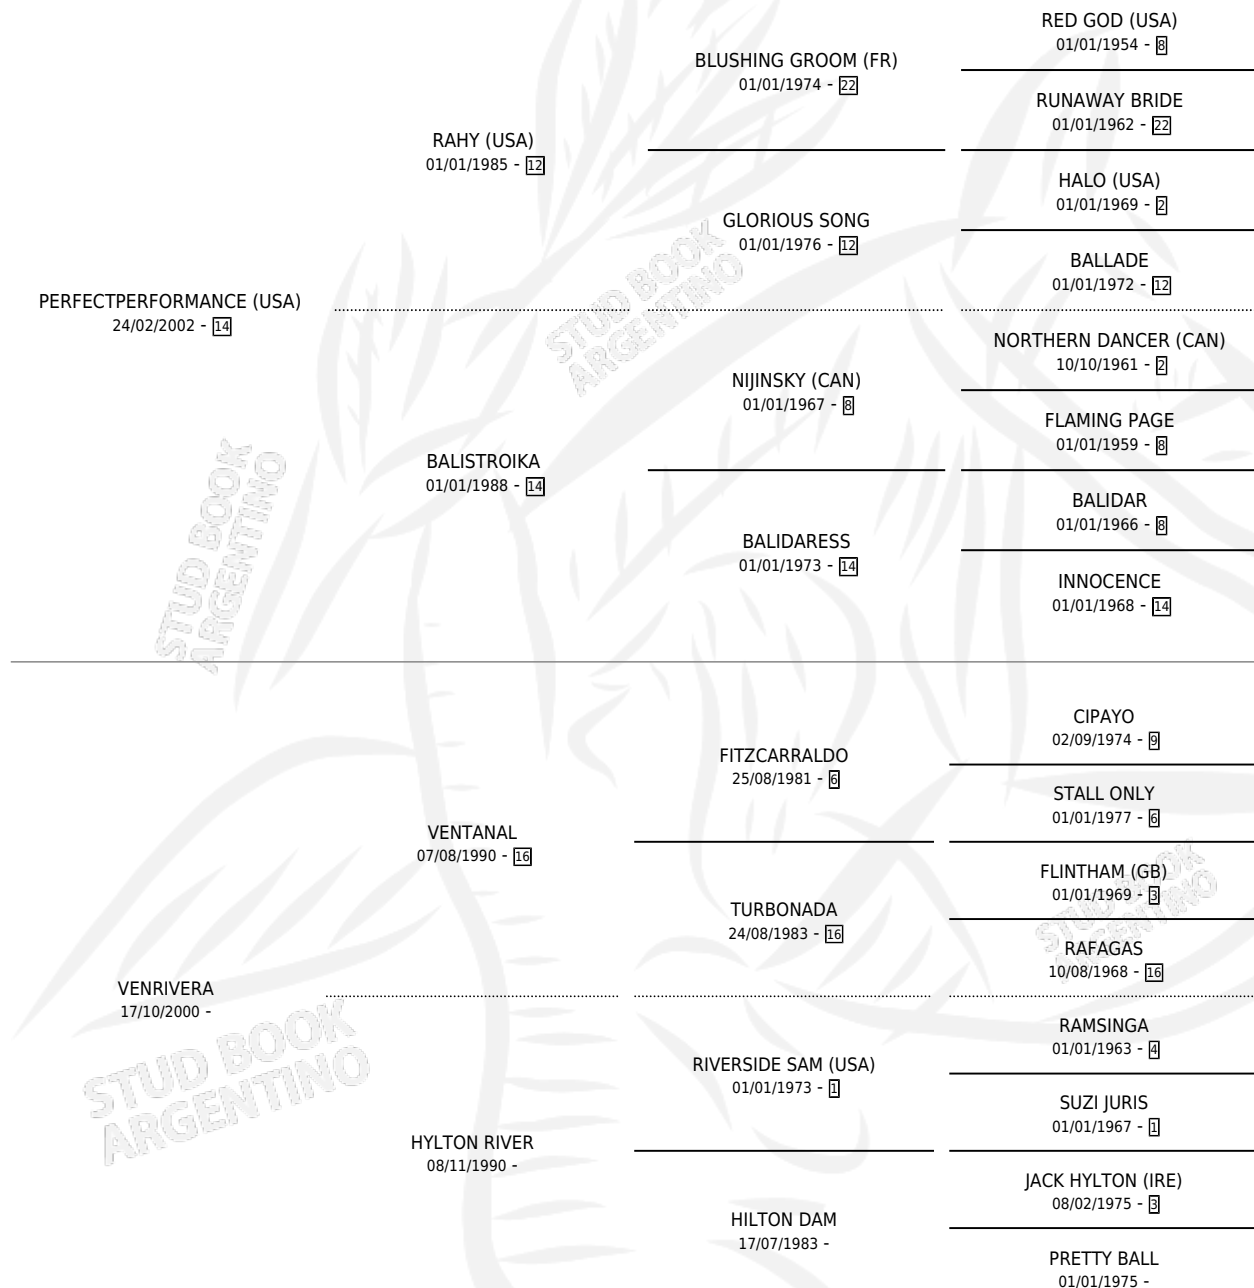 RED GOD (USA)
01/01/1954 - 8
BLUSHING GROOM (FR)
01/01/1974 - 22
RUNAWAY BRIDE
01/01/1962 - 22
RAHY (USA)
01/01/1985 - 12
HALO (USA)
01/01/1969 - 2
GLORIOUS SONG
01/01/1976 - 12
BALLADE
01/01/1972 - 12
PERFECTPERFORMANCE (USA)
24/02/2002 - 14
NORTHERN DANCER (CAN)
10/10/1961 - 2
NIJINSKY (CAN)
01/01/1967 - 8
FLAMING PAGE
01/01/1959 - 8
BALISTROIKA
01/01/1988 - 14
BALIDAR
01/01/1966 - 8
BALIDARESS
01/01/1973 - 14
INNOCENCE
01/01/1968 - 14
CIPAYO
02/09/1974 - 9
FITZCARRALDO
25/08/1981 - 6
STALL ONLY
01/01/1977 - 6
VENTANAL
07/08/1990 - 16
FLINTHAM (GB)
01/01/1969 - 3
TURBONADA
24/08/1983 - 16
RAFAGAS
10/08/1968 - 16
VENRIVERA
17/10/2000 -
RAMSINGA
01/01/1963 - 4
RIVERSIDE SAM (USA)
01/01/1973 - 1
SUZI JURIS
01/01/1967 - 1
HYLTON RIVER
08/11/1990 -
JACK HYLTON (IRE)
08/02/1975 - 3
HILTON DAM
17/07/1983 -
PRETTY BALL
01/01/1975 -
STUD BOOK
ARGENTINO
STUD BOOK
ARGENTINO
STUD BOOK
ARGENTINO
STUD BOOK
ARGENTINO